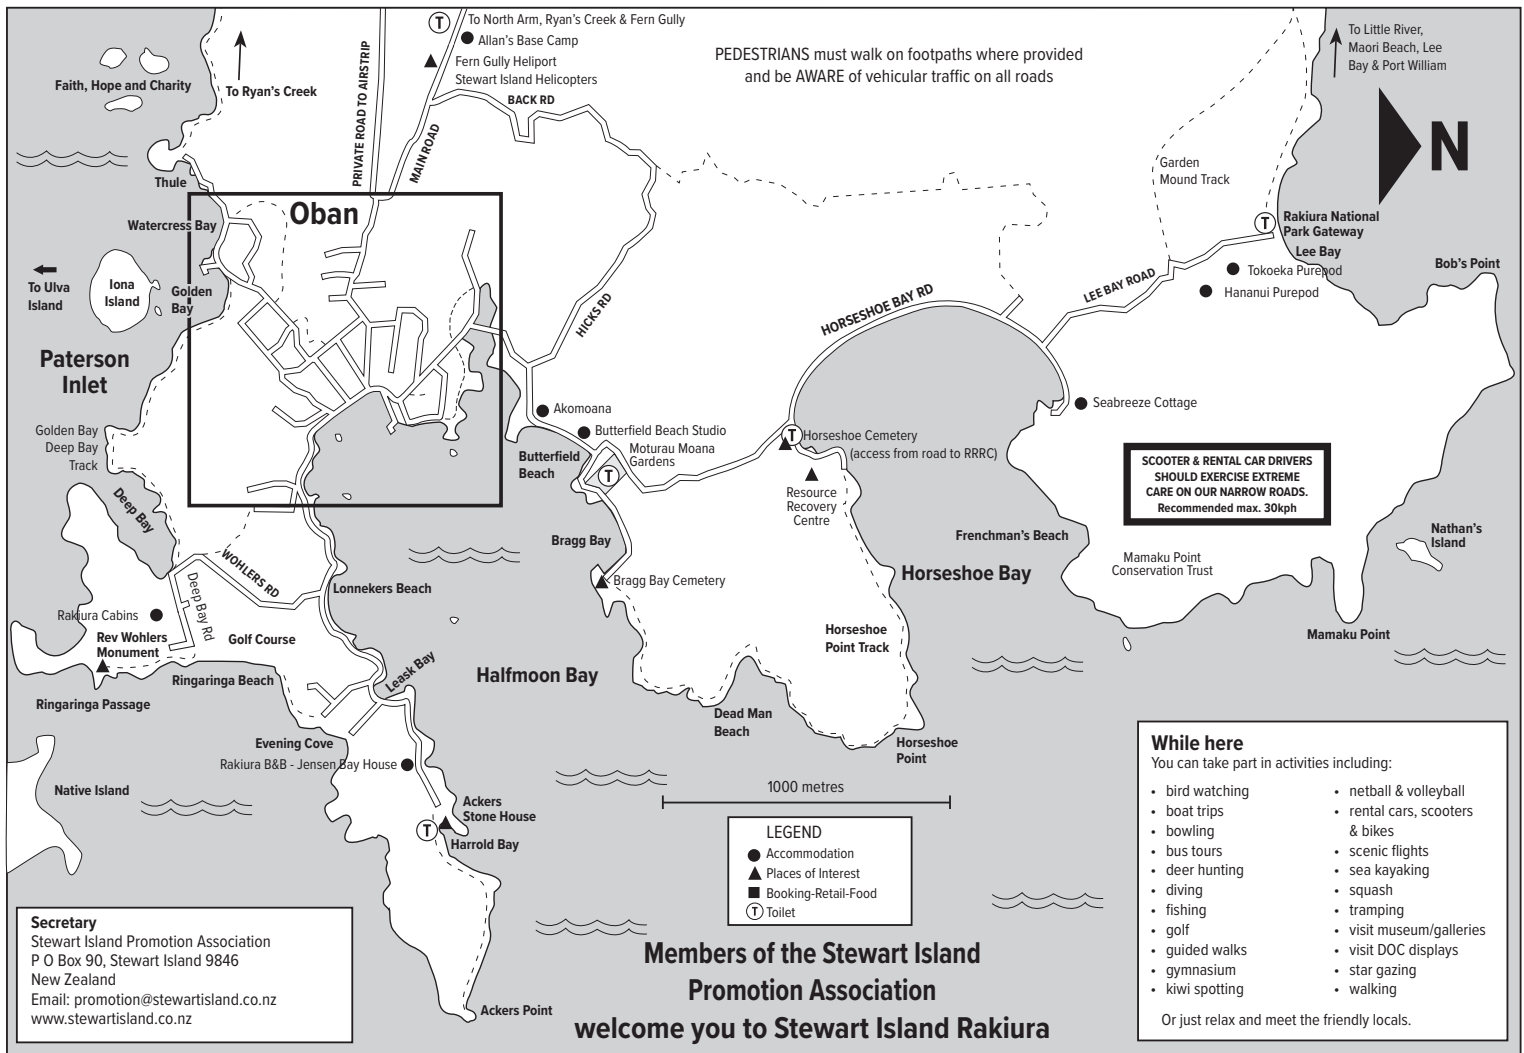 To North Arm, Ryan's Creek & Fern Gully
T
Allan's Base Camp
Fern Gully Heliport
Stewart Island Helicopters
BACK RD
PRIVATE ROAD TO AIRSTRIP
MAIN ROAD
PEDESTRIANS must walk on footpaths where provided
and be AWARE of vehicular traffic on all roads
To Little River,
Maori Beach, Lee
Bay & Port William
N
Faith, Hope and Charity
To Ryan's Creek
Thule
Watercress Bay
Oban
Garden
Mound Track
T
Rakiura National
Park Gateway
Lee Bay
Tokoeka Purepod
Hananui Purepod
Bob's Point
To Ulva
Island
Iona
Island
Golden
Bay
HICKS RD
HORSESHOE BAY RD
LEE BAY ROAD
Paterson
Inlet
Golden Bay
Deep Bay
Track
Akomoana
Butterfield Beach Studio
Moturau Moana
Gardens
T
Butterfield
Beach
T
Horseshoe Cemetery
(access from road to RRRC)
Resource
Recovery
Centre
Seabreeze Cottage
SCOOTER & RENTAL CAR DRIVERS
SHOULD EXERCISE EXTREME
CARE ON OUR NARROW ROADS.
Recommended max. 30kph
Deep Bay
Bragg Bay
Bragg Bay Cemetery
Frenchman's Beach
Horseshoe Bay
Mamaku Point
Conservation Trust
Nathan's
Island
WOHLERS RD
Deep Bay Rd
Lonnekers Beach
Rakiura Cabins
Rev Wohlers
Monument
Golf Course
Horseshoe
Point Track
Mamaku Point
Ringaringa Beach
Ringaringa Passage
Leask Bay
Halfmoon Bay
Dead Man
Beach
Horseshoe
Point
Evening Cove
Rakiura B&B - Jensen Bay House
Native Island
Ackers
Stone House
T
Harrold Bay
Ackers Point
1000 metres
LEGEND
Accommodation
Places of Interest
Booking-Retail-Food
T Toilet
While here
You can take part in activities including:
• bird watching
• boat trips
• bowling
• bus tours
• deer hunting
• diving
• fishing
• golf
• guided walks
• gymnasium
• kiwi spotting
• netball & volleyball
• rental cars, scooters
& bikes
• scenic flights
• sea kayaking
• squash
• tramping
• visit museum/galleries
• visit DOC displays
• star gazing
• walking
Or just relax and meet the friendly locals.
Secretary
Stewart Island Promotion Association
P O Box 90, Stewart Island 9846
New Zealand
Email: promotion@stewartisland.co.nz
www.stewartisland.co.nz
Members of the Stewart Island
Promotion Association
welcome you to Stewart Island Rakiura